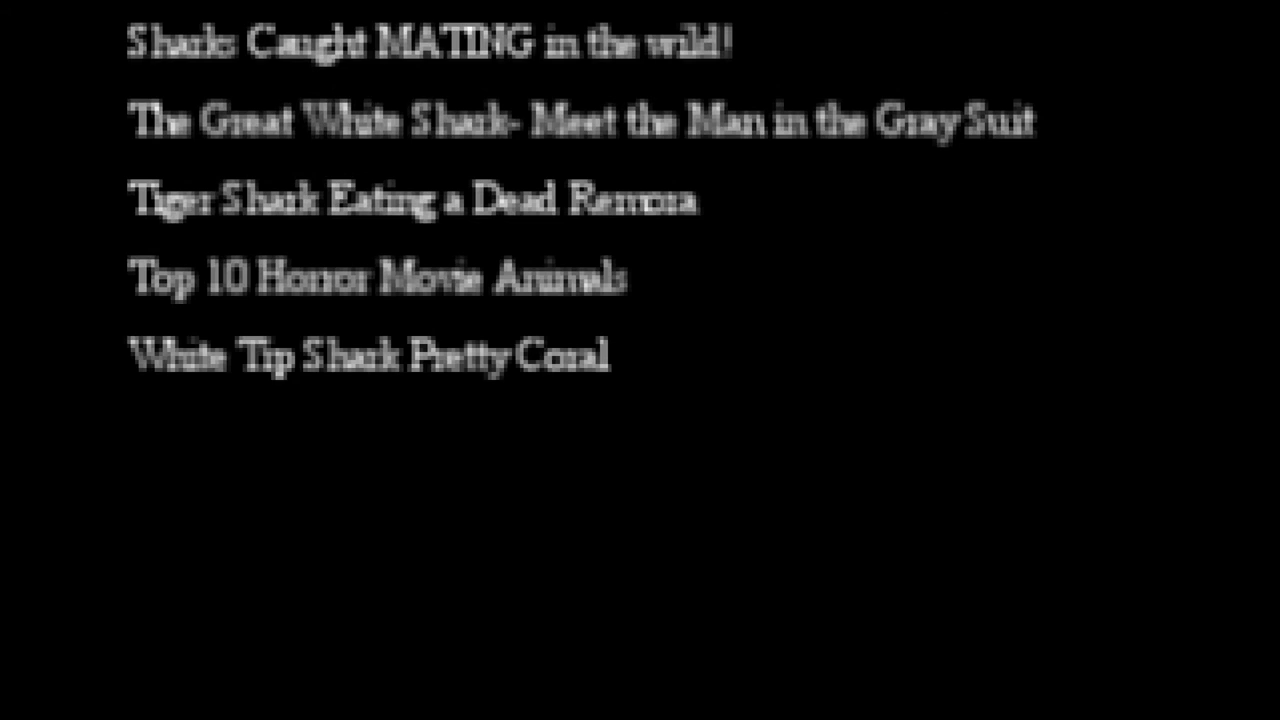 Sharks Caught MATING in the wild!
The Great White Shark- Meet the Man in the Gray Suit
Tiger Shark Eating a Dead Remora
Top 10 Horror Movie Animals
White Tip Shark Pretty Coral